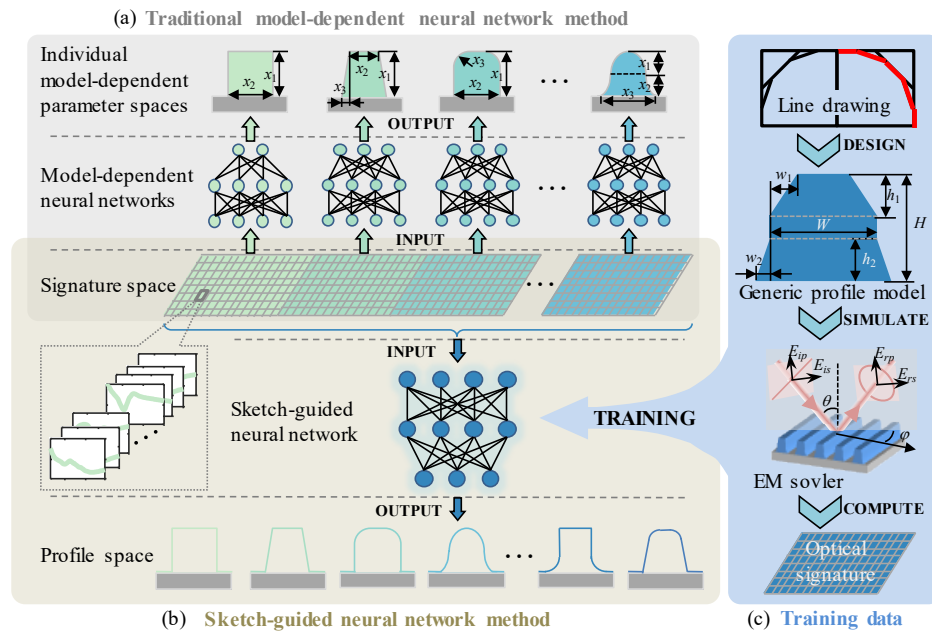 (a) Traditional model-dependent neural network method
Individual
model-dependent
parameter spaces
x2
x1
x2
x3
x1
x3
x2
x1
x1
x2
x3
OUTPUT
Model-dependent
neural networks
INPUT
Signature space
INPUT
Sketch-guided
neural network
TRAINING
OUTPUT
Profile space
(b) Sketch-guided neural network method
Line drawing
DESIGN
w1
h1
H
W
w2
h2
Generic profile model
SIMULATE
Eip
Eis
Erp
Ers
θ
φ
EM sovler
COMPUTE
Optical
signature
(c) Training data